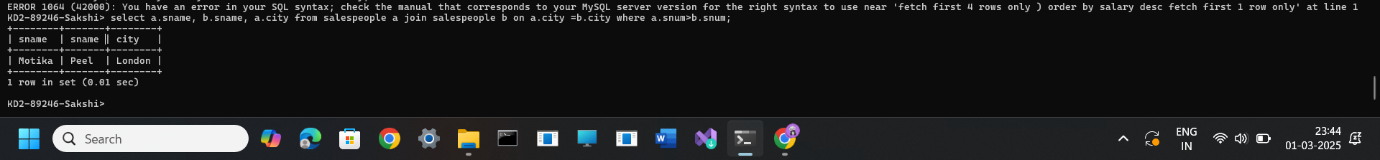 ERROR 1064 (42000): You have an error in your SQL syntax; check the manual that corresponds to your MySQL server version for the right syntax to use near 'fetch first 4 rows only ) order by salary desc fetch first 1 row only' at line 1
KD2-89246-Sakshi> select a.sname, b.sname, a.city from salespeople a join salespeople b on a.city =b.city where a.snum>b.snum;
+--------+-------+--------+
| sname  | sname | city   |
+--------+-------+--------+
| Motika | Peel  | London |
+--------+-------+--------+
1 row in set (0.01 sec)
KD2-89246-Sakshi>
Search
ENG
IN
23:44
01-03-2025